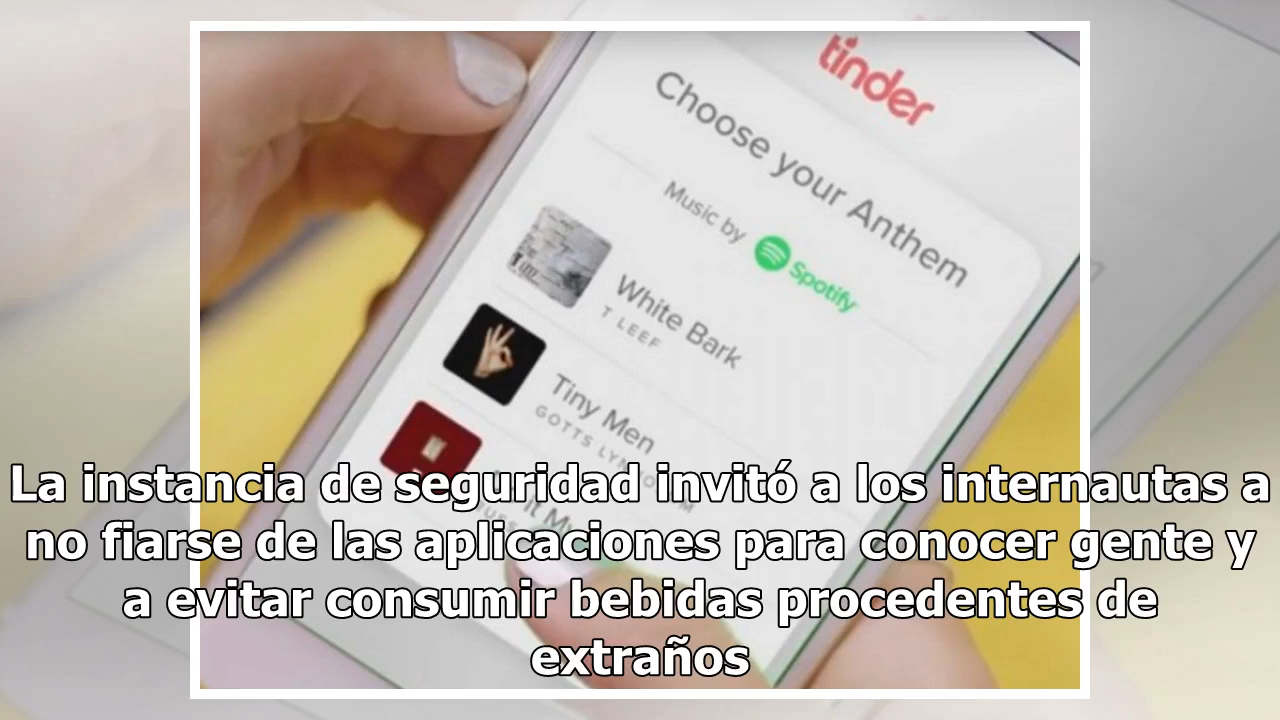 tinder
Choose your Anthem
Music by Spotify
White Bark
T LEEF
Tiny Men
La instancia de seguridad invitó a los internautas a
no fiarse de las aplicaciones para conocer gente y
a evitar consumir bebidas procedentes de
extraños